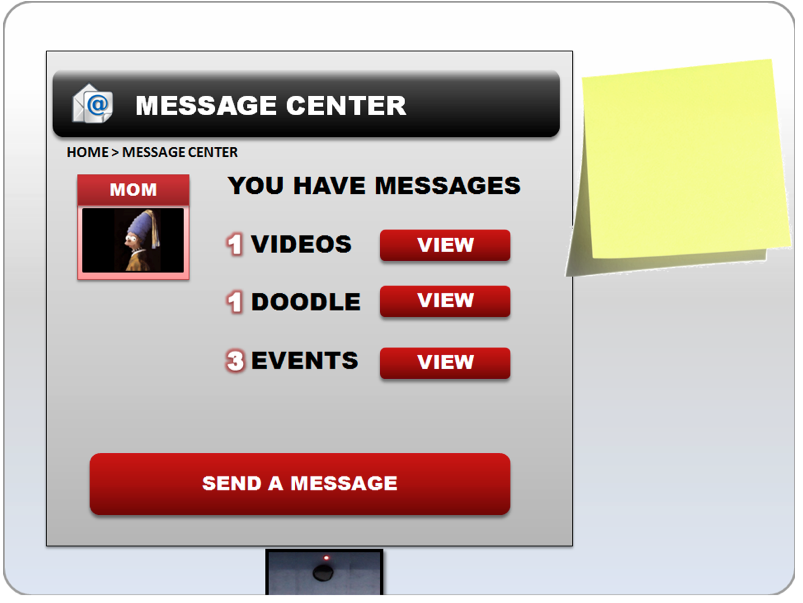 @
MESSAGE CENTER
HOME > MESSAGE CENTER
MOM
YOU HAVE MESSAGES
1 VIDEOS VIEW
1 DOODLE VIEW
3 EVENTS VIEW
SEND A MESSAGE